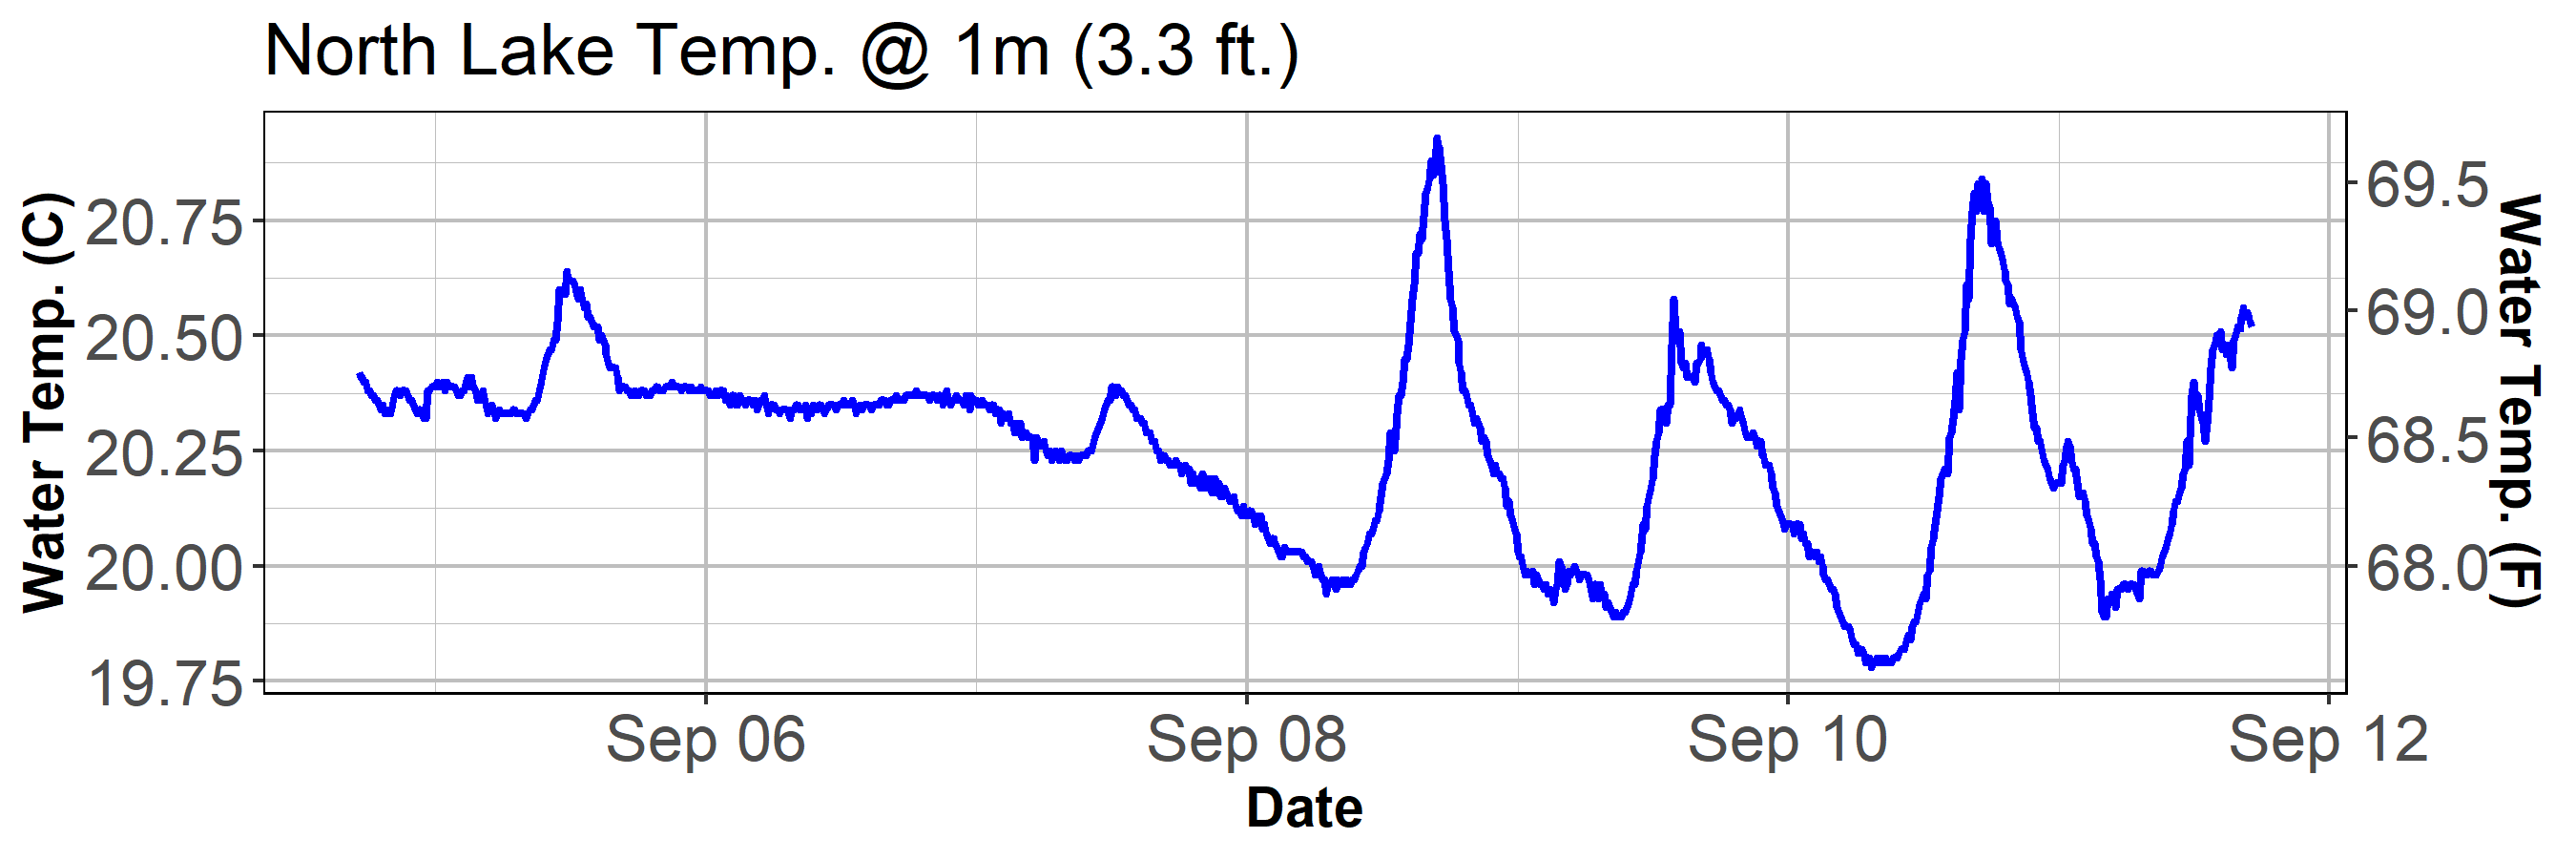 North Lake Temp. @ 1m (3.3 ft.)
Water Temp. (C)
20.75
20.50
20.25
20.00
19.75
69.5
69.0
68.5
68.0
Water Temp. (F)
Sep 06
Sep 08
Sep 10
Sep 12
Date